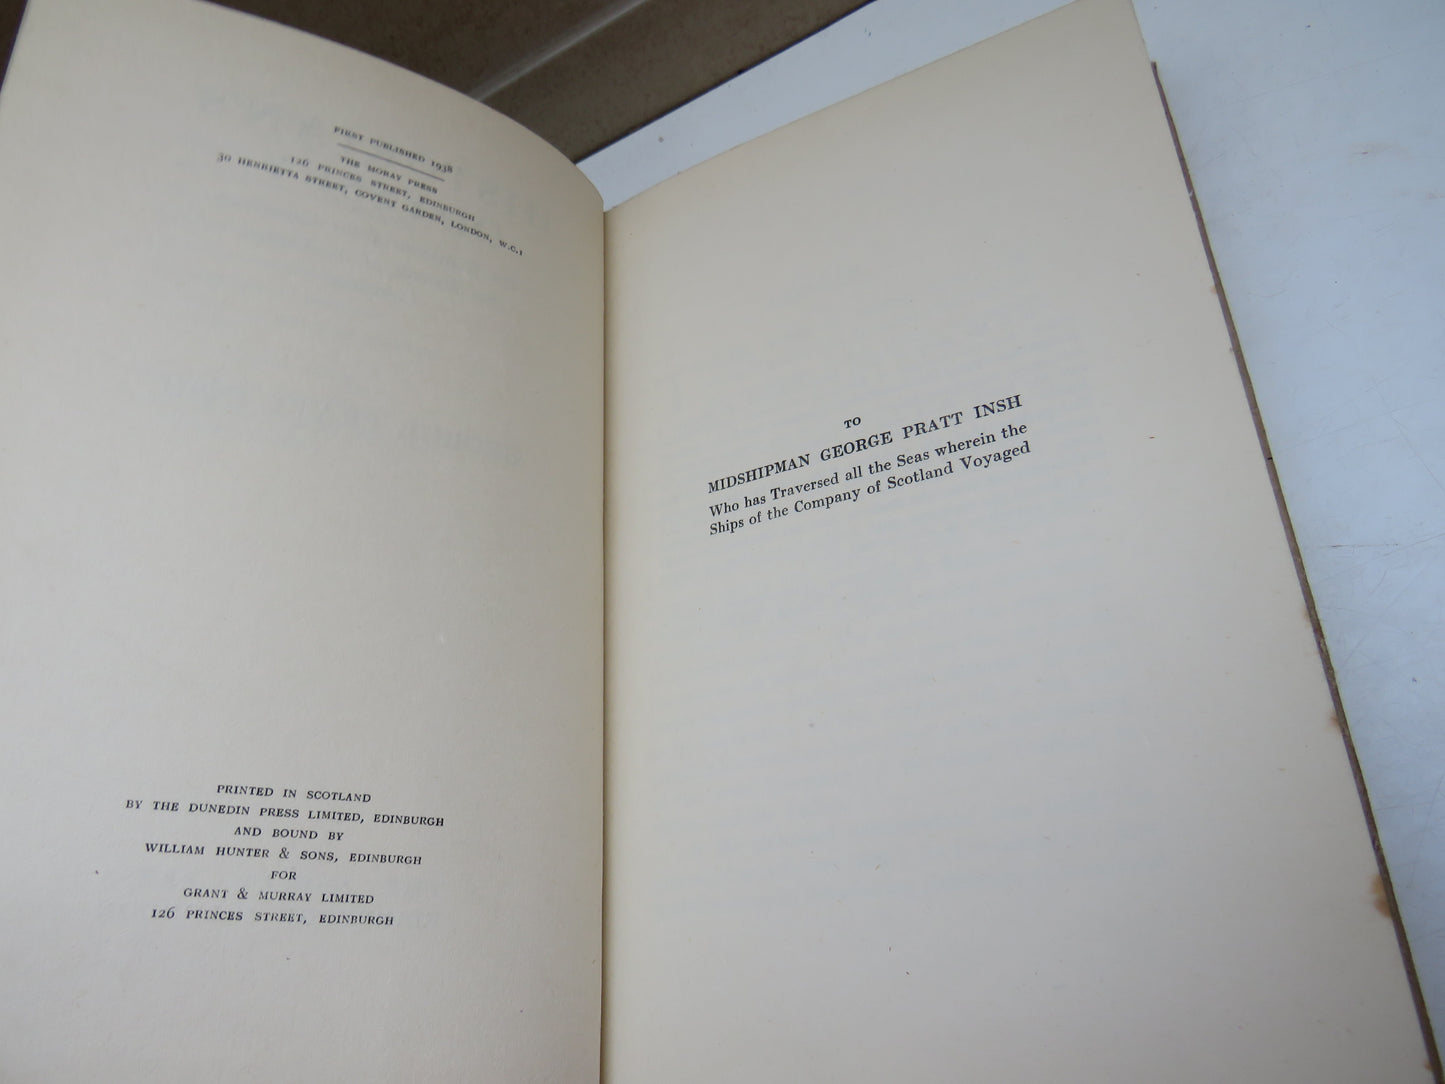 FIRST PUBLISHED 1938
THE MORAY PRESS
126 PRINCES STREET, EDINBURGH
30 HENRIETTA STREET, COVENT GARDEN, LONDON, W.C.1
PRINTED IN SCOTLAND
BY THE DUNEDIN PRESS LIMITED, EDINBURGH
AND BOUND BY
WILLIAM HUNTER & SONS, EDINBURGH
FOR
GRANT & MURRAY LIMITED
126 PRINCES STREET, EDINBURGH
TO
MIDSHIPMAN GEORGE PRATT INSH
Who has Traversed all the Seas wherein the
Ships of the Company of Scotland Voyaged